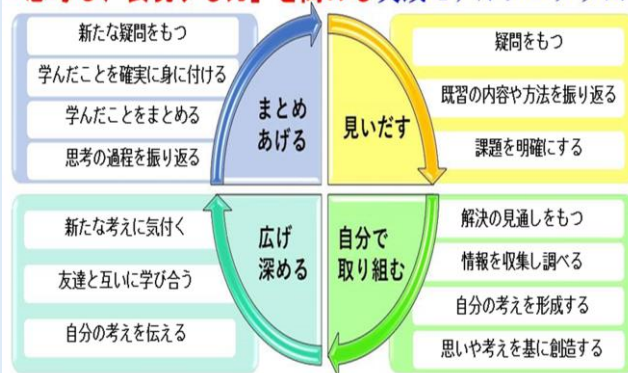 新たな疑問をもつ
学んだことを確実に身に付ける
学んだことをまとめる
思考の過程を振り返る
まとめ
あげる
見いだす
疑問をもつ
既習の内容や方法を振り返る
課題を明確にする
新たな考えに気付く
友達と互いに学び合う
自分の考えを伝える
広げ
深める
自分で
取り組む
解決の見通しをもつ
情報を収集し調べる
自分の考えを形成する
思いや考えを基に創造する